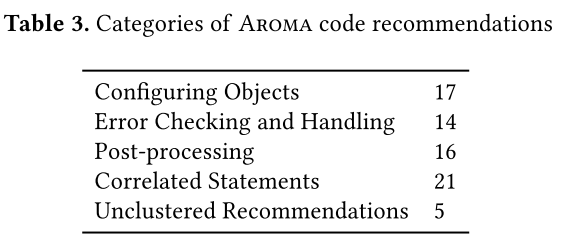 Table 3. Categories of AROMA code recommendations
Configuring Objects 17
Error Checking and Handling 14
Post-processing 16
Correlated Statements 21
Unclustered Recommendations 5